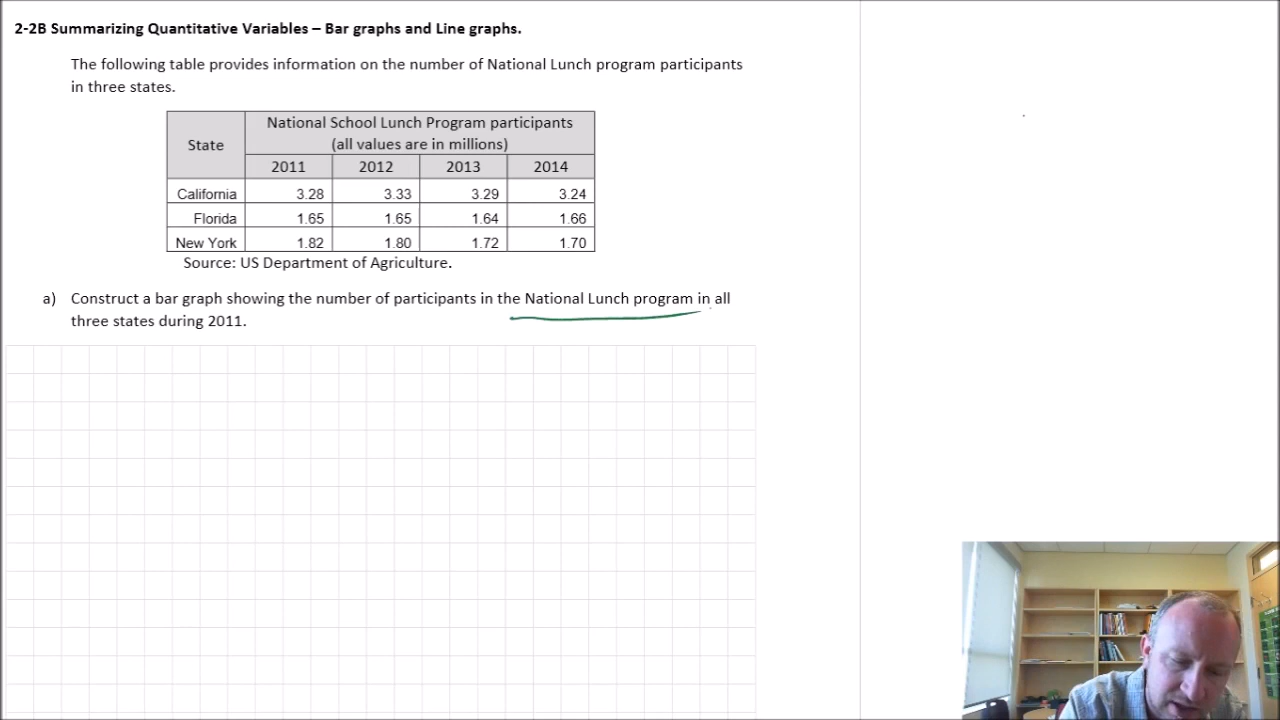 2-2B Summarizing Quantitative Variables – Bar graphs and Line graphs.
The following table provides information on the number of National Lunch program participants
in three states.
State
National School Lunch Program participants
(all values are in millions)
2011 2012 2013 2014
California 3.28 3.33 3.29 3.24
Florida 1.65 1.65 1.64 1.66
New York 1.82 1.80 1.72 1.70
Source: US Department of Agriculture.
a) Construct a bar graph showing the number of participants in the National Lunch program in all
three states during 2011.